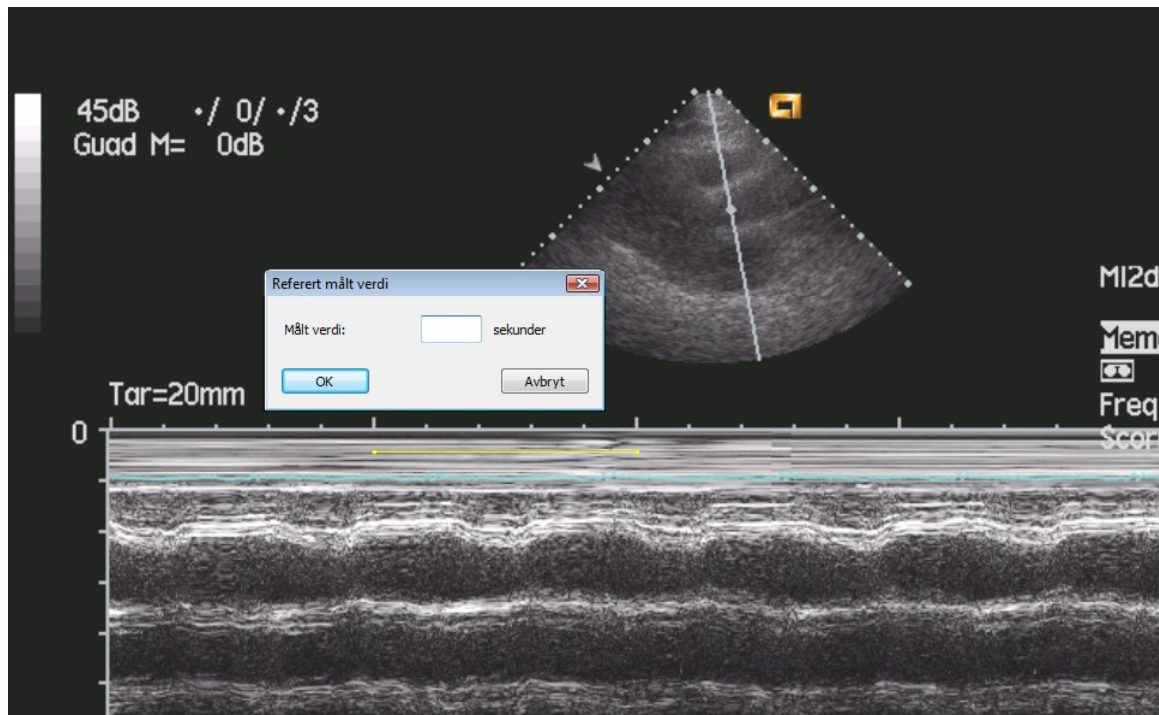 45dB ·/ 0/ ·/3
Guad M= 0dB
MI2d
Referert målt verdi
Målt verdi: sekunder
OK Avbryt
Mem
Freq
Scor
Tar=20mm
0